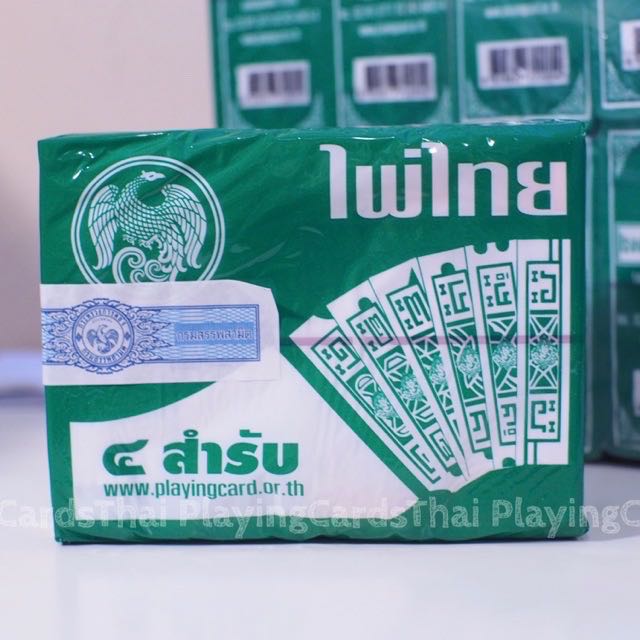 ไพ่ไทย
กรมสรรพสามิต
๔ สำรับ
www.playingcard.or.th
CardsThai PlayingCardsThai PlayingCards